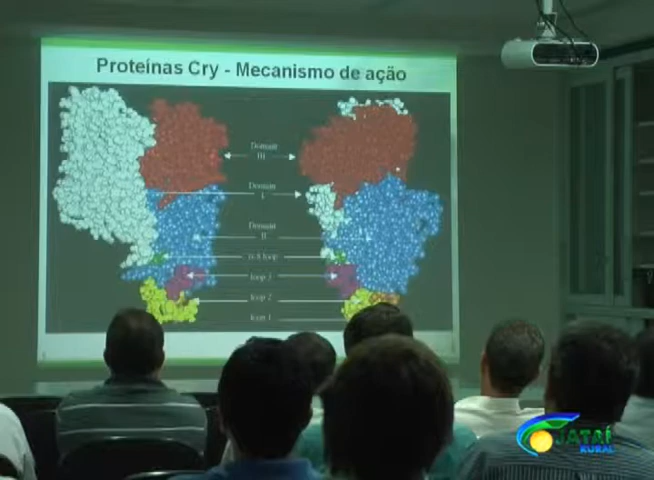 Proteínas Cry - Mecanismo de ação
Domain
III
Domain
I
Domain
II
α-8 loop
loop 3
loop 2
loop 1
JATAÍ
RURAL